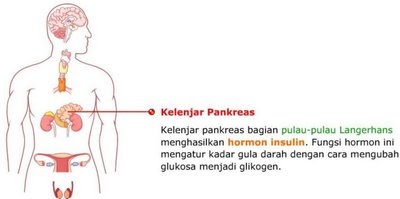 Kelenjar Pankreas
Kelenjar pankreas bagian pulau-pulau Langerhans
menghasilkan hormon insulin. Fungsi hormon ini
mengatur kadar gula darah dengan cara mengubah
glukosa menjadi glikogen.